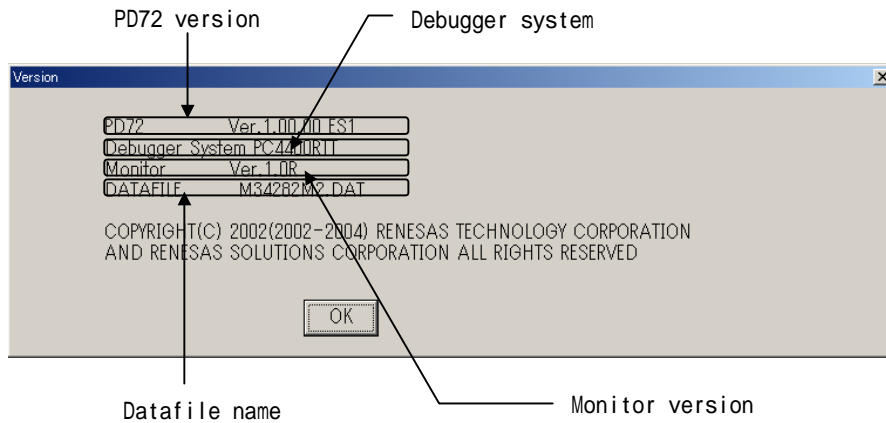 PD72 version
Debugger system
Version
PD72 Ver.1.00.00 ES1
Debugger System PC4400RTT
Monitor Ver.1.0R
DATAFILE M34282M2.DAT
COPYRIGHT(C) 2002(2002-2004) RENESAS TECHNOLOGY CORPORATION
AND RENESAS SOLUTIONS CORPORATION ALL RIGHTS RESERVED
OK
Datafile name
Monitor version